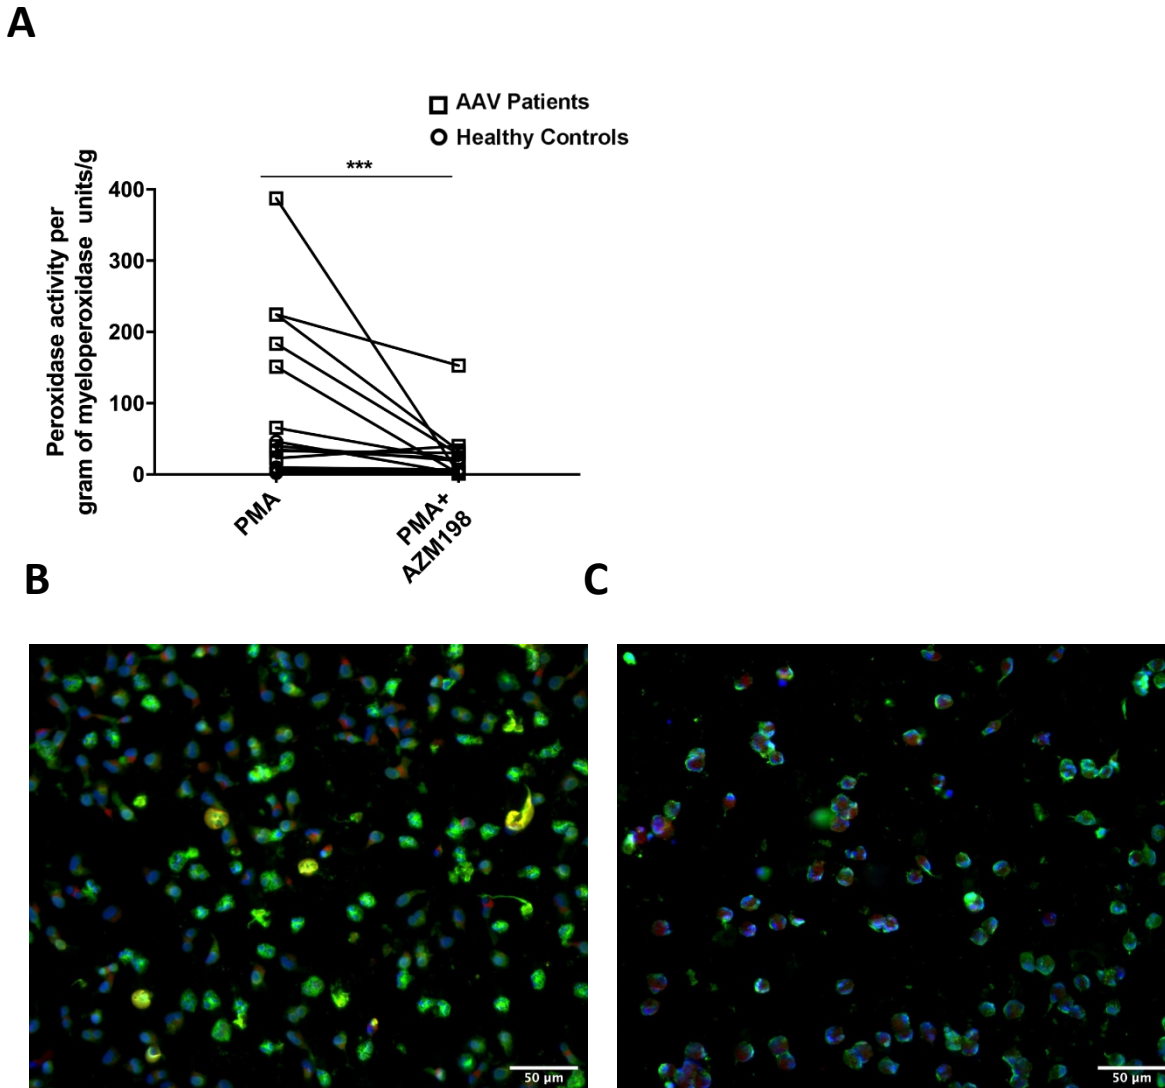 A
AAV Patients
Healthy Controls
***
Peroxidase activity per
gram of myeloperoxidase units/g
400
300
200
100
0
PMA
PMA+
AZM198
B
C
50 µm
50 µm